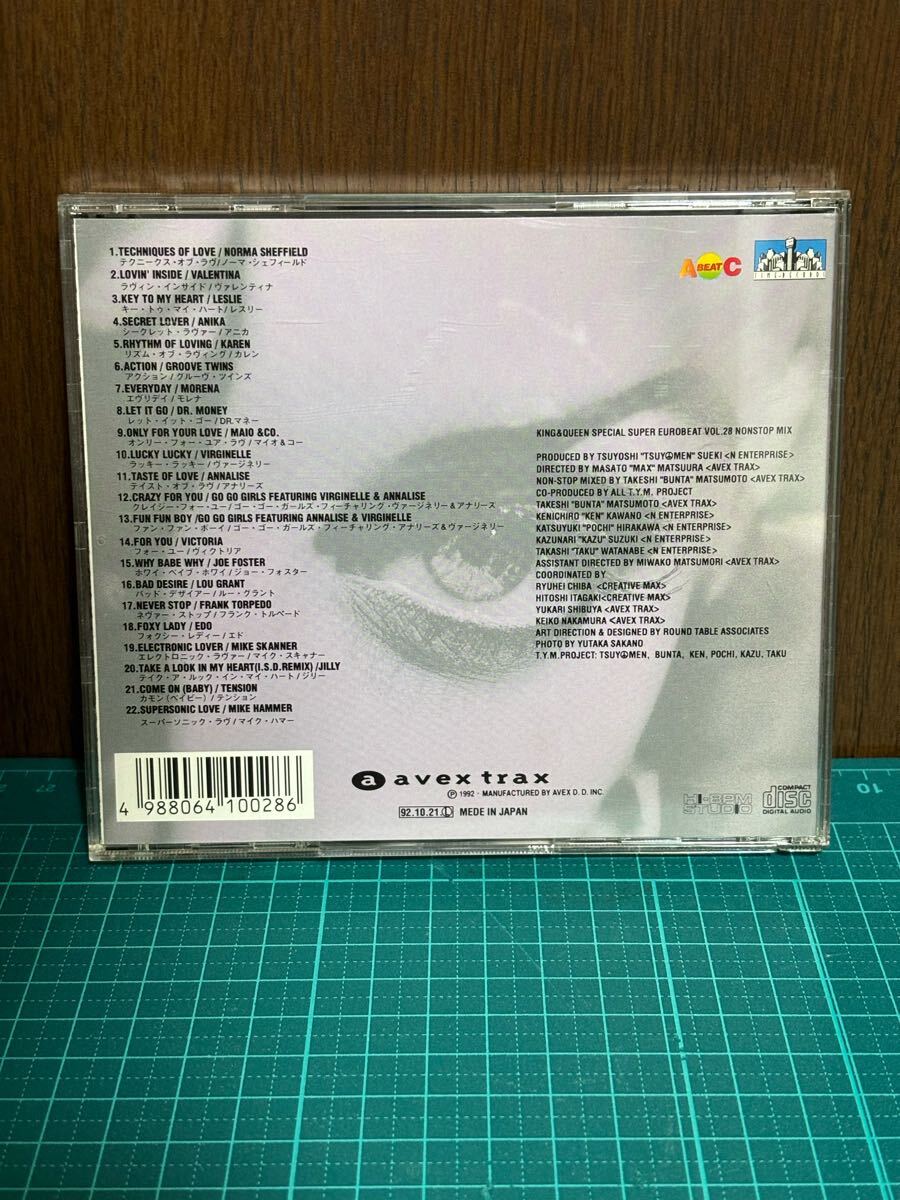 1.TECHNIQUES OF LOVE / NORMA SHEFFIELD
テクニークス・オブ・ラヴ/ノーマ・シェフィールド
2.LOVIN' INSIDE / VALENTINA
ラヴィン・インサイド / ヴァレンティナ
3.KEY TO MY HEART / LESLIE
キー・トゥ・マイ・ハート / レスリー
4.SECRET LOVER / ANIKA
シークレット・ラヴァー / アニカ
5.RHYTHM OF LOVING / KAREN
リズム・オブ・ラヴィング / カレン
6.ACTION / GROOVE TWINS
アクション / グルーヴ・ツインズ
7.EVERYDAY / MORENA
エヴリデイ / モレナ
8.LET IT GO / DR. MONEY
レット・イット・ゴー / DR.マネー
9.ONLY FOR YOUR LOVE / MAIO &CO.
オンリー・フォー・ユア・ラヴ / マイオ＆コー
10.LUCKY LUCKY / VIRGINELLE
ラッキー・ラッキー / ヴァージネリー
11.TASTE OF LOVE / ANNALISE
テイスト・オブ・ラヴ / アナリーズ
12.CRAZY FOR YOU / GO GO GIRLS FEATURING VIRGINELLE & ANNALISE
クレイジー・フォー・ユー / ゴー・ゴー・ガールズ・フィーチャリング・ヴァージネリー＆アナリーズ
13.FUN FUN BOY /GO GO GIRLS FEATURING ANNALISE & VIRGINELLE
ファン・ファン・ボーイ / ゴー・ゴー・ガールズ・フィーチャリング・アナリーズ＆ヴァージネリー
14.FOR YOU / VICTORIA
フォー・ユー / ヴィクトリア
15.WHY BABE WHY / JOE FOSTER
ホワイ・ベイブ・ホワイ / ジョー・フォスター
16.BAD DESIRE / LOU GRANT
バッド・デザイアー / ルー・グラント
17.NEVER STOP / FRANK TORPEDO
ネヴァー・ストップ / フランク・トルペード
18.FOXY LADY / EDO
フォクシー・レディー / エド
19.ELECTRONIC LOVER / MIKE SKANNER
エレクトロニック・ラヴァー / マイク・スキャナー
20.TAKE A LOOK IN MY HEART(I.S.D.REMIX) /JILLY
テイク・ア・ルック・イン・マイ・ハート / ジリー
21.COME ON (BABY) / TENSION
カモン（ベイビー）/ テンション
22.SUPERSONIC LOVE / MIKE HAMMER
スーパーソニック・ラヴ / マイク・ハマー
A BEAT C
TIME RECORDS
KING&QUEEN SPECIAL SUPER EUROBEAT VOL.28 NONSTOP MIX
PRODUCED BY TSUYOSHI "TSUY☮MEN" SUEKI <N ENTERPRISE>
DIRECTED BY MASATO "MAX" MATSUURA <AVEX TRAX>
NON-STOP MIXED BY TAKESHI "BUNTA" MATSUMOTO <AVEX TRAX>
CO-PRODUCED BY ALL T.Y.M. PROJECT
TAKESHI "BUNTA" MATSUMOTO <AVEX TRAX>
KENICHIRO "KEN" KAWANO <N ENTERPRISE>
KATSUYUKI "POCHI" HIRAKAWA <N ENTERPRISE>
KAZUNARI "KAZU" SUZUKI <N ENTERPRISE>
TAKASHI "TAKU" WATANABE <N ENTERPRISE>
ASSISTANT DIRECTED BY MIWAKO MATSUMORI <AVEX TRAX>
COORDINATED BY
RYUHEI CHIBA <CREATIVE MAX>
HITOSHI ITAGAKI<CREATIVE MAX>
YUKARI SHIBUYA <AVEX TRAX>
KEIKO NAKAMURA <AVEX TRAX>
ART DIRECTION & DESIGNED BY ROUND TABLE ASSOCIATES
PHOTO BY YUTAKA SAKANO
T.Y.M.PROJECT: TSUY☮MEN, BUNTA, KEN, POCHI, KAZU, TAKU
4 988064 100286
a avex trax
Ⓟ 1992 · MANUFACTURED BY AVEX D. D. INC.
92.10.21 Ⓛ MEDE IN JAPAN
HI-BPM STUDIO
COMPACT disc DIGITAL AUDIO
10